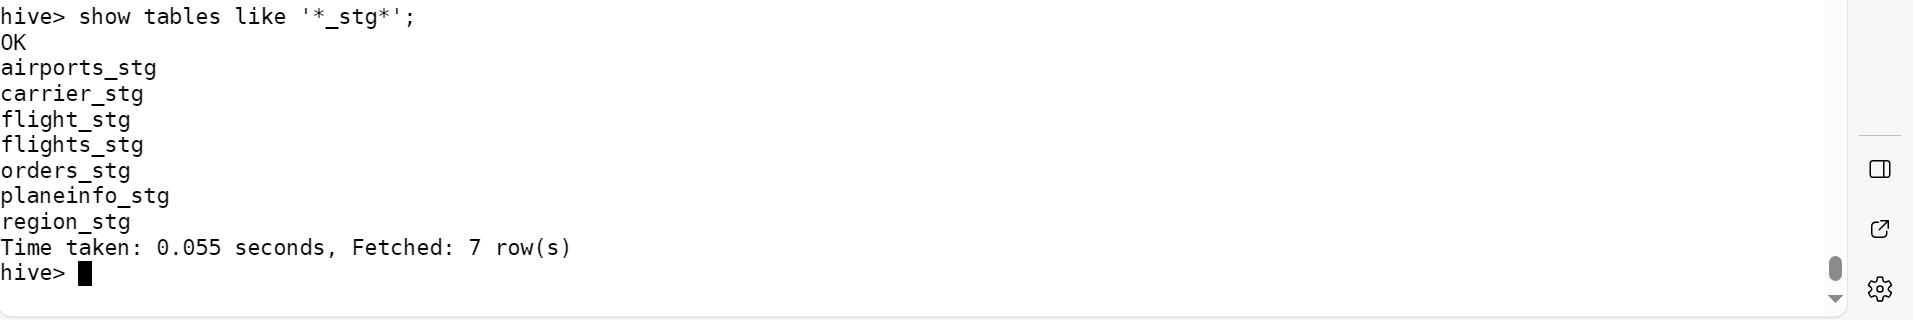 hive> show tables like '*_stg*';
OK
airports_stg
carrier_stg
flight_stg
flights_stg
orders_stg
planeinfo_stg
region_stg
Time taken: 0.055 seconds, Fetched: 7 row(s)
hive>